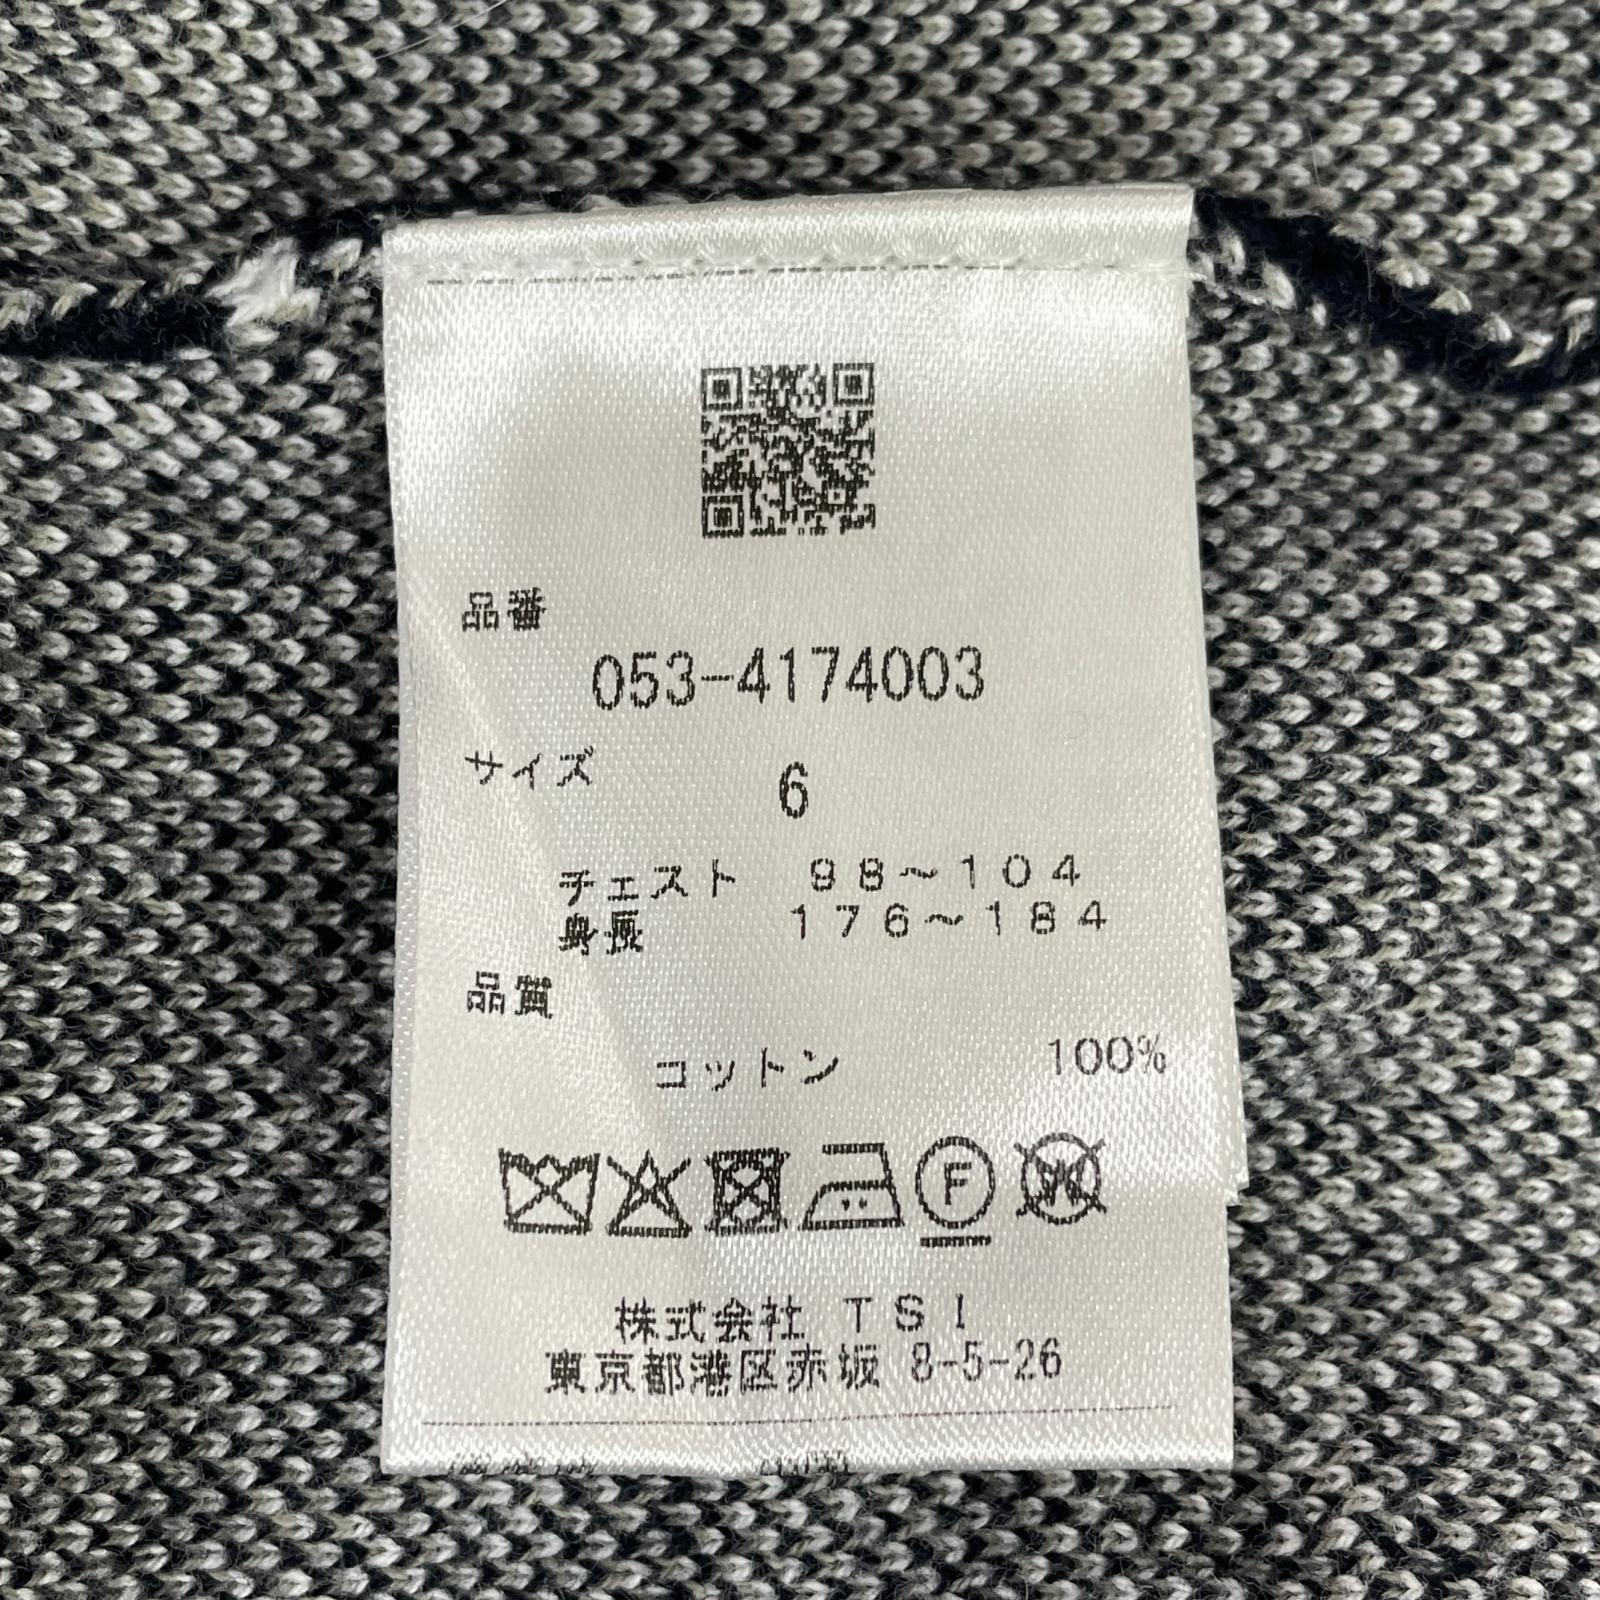 品番
053-4174003
サイズ 6
チェスト 98～104
身長 176～184
品質
コットン 100%
F
W
株式会社 TSI
東京都港区赤坂 8-5-26